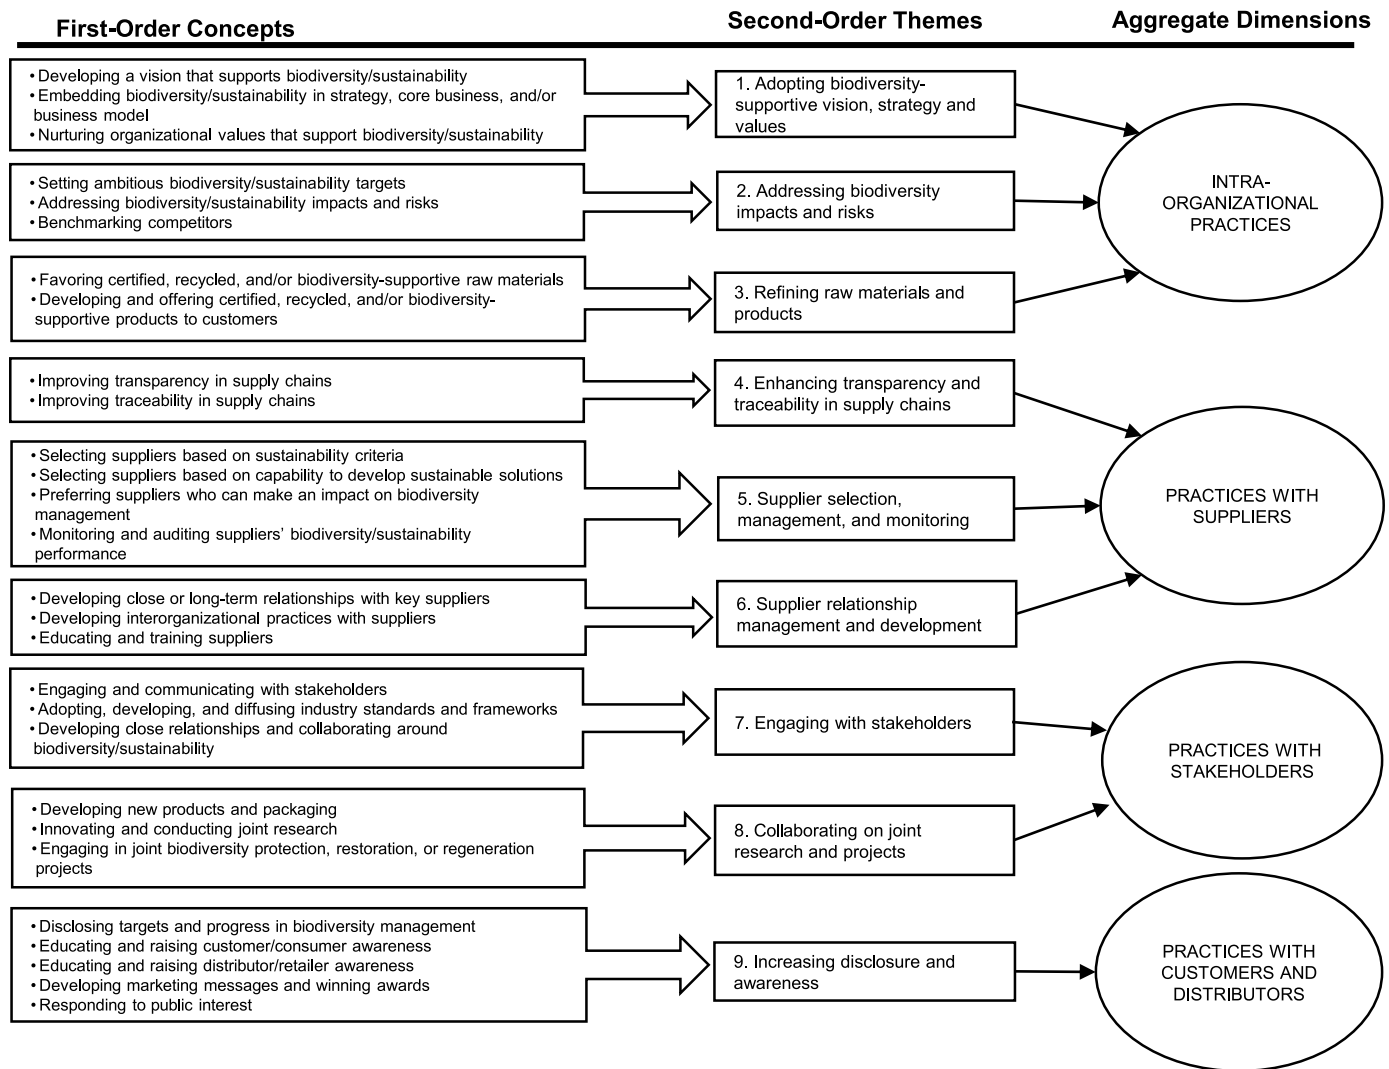 First-Order Concepts
Second-Order Themes
Aggregate Dimensions
• Developing a vision that supports biodiversity/sustainability
• Embedding biodiversity/sustainability in strategy, core business, and/or
business model
• Nurturing organizational values that support biodiversity/sustainability
1. Adopting biodiversity-
supportive vision, strategy and
values
• Setting ambitious biodiversity/sustainability targets
• Addressing biodiversity/sustainability impacts and risks
• Benchmarking competitors
2. Addressing biodiversity
impacts and risks
INTRA-
ORGANIZATIONAL
PRACTICES
• Favoring certified, recycled, and/or biodiversity-supportive raw materials
• Developing and offering certified, recycled, and/or biodiversity-
supportive products to customers
3. Refining raw materials and
products
• Improving transparency in supply chains
• Improving traceability in supply chains
4. Enhancing transparency and
traceability in supply chains
• Selecting suppliers based on sustainability criteria
• Selecting suppliers based on capability to develop sustainable solutions
• Preferring suppliers who can make an impact on biodiversity
management
• Monitoring and auditing suppliers' biodiversity/sustainability
performance
5. Supplier selection,
management, and monitoring
PRACTICES WITH
SUPPLIERS
• Developing close or long-term relationships with key suppliers
• Developing interorganizational practices with suppliers
• Educating and training suppliers
6. Supplier relationship
management and development
• Engaging and communicating with stakeholders
• Adopting, developing, and diffusing industry standards and frameworks
• Developing close relationships and collaborating around
biodiversity/sustainability
7. Engaging with stakeholders
PRACTICES WITH
STAKEHOLDERS
• Developing new products and packaging
• Innovating and conducting joint research
• Engaging in joint biodiversity protection, restoration, or regeneration
projects
8. Collaborating on joint
research and projects
• Disclosing targets and progress in biodiversity management
• Educating and raising customer/consumer awareness
• Educating and raising distributor/retailer awareness
• Developing marketing messages and winning awards
• Responding to public interest
9. Increasing disclosure and
awareness
PRACTICES WITH
CUSTOMERS AND
DISTRIBUTORS